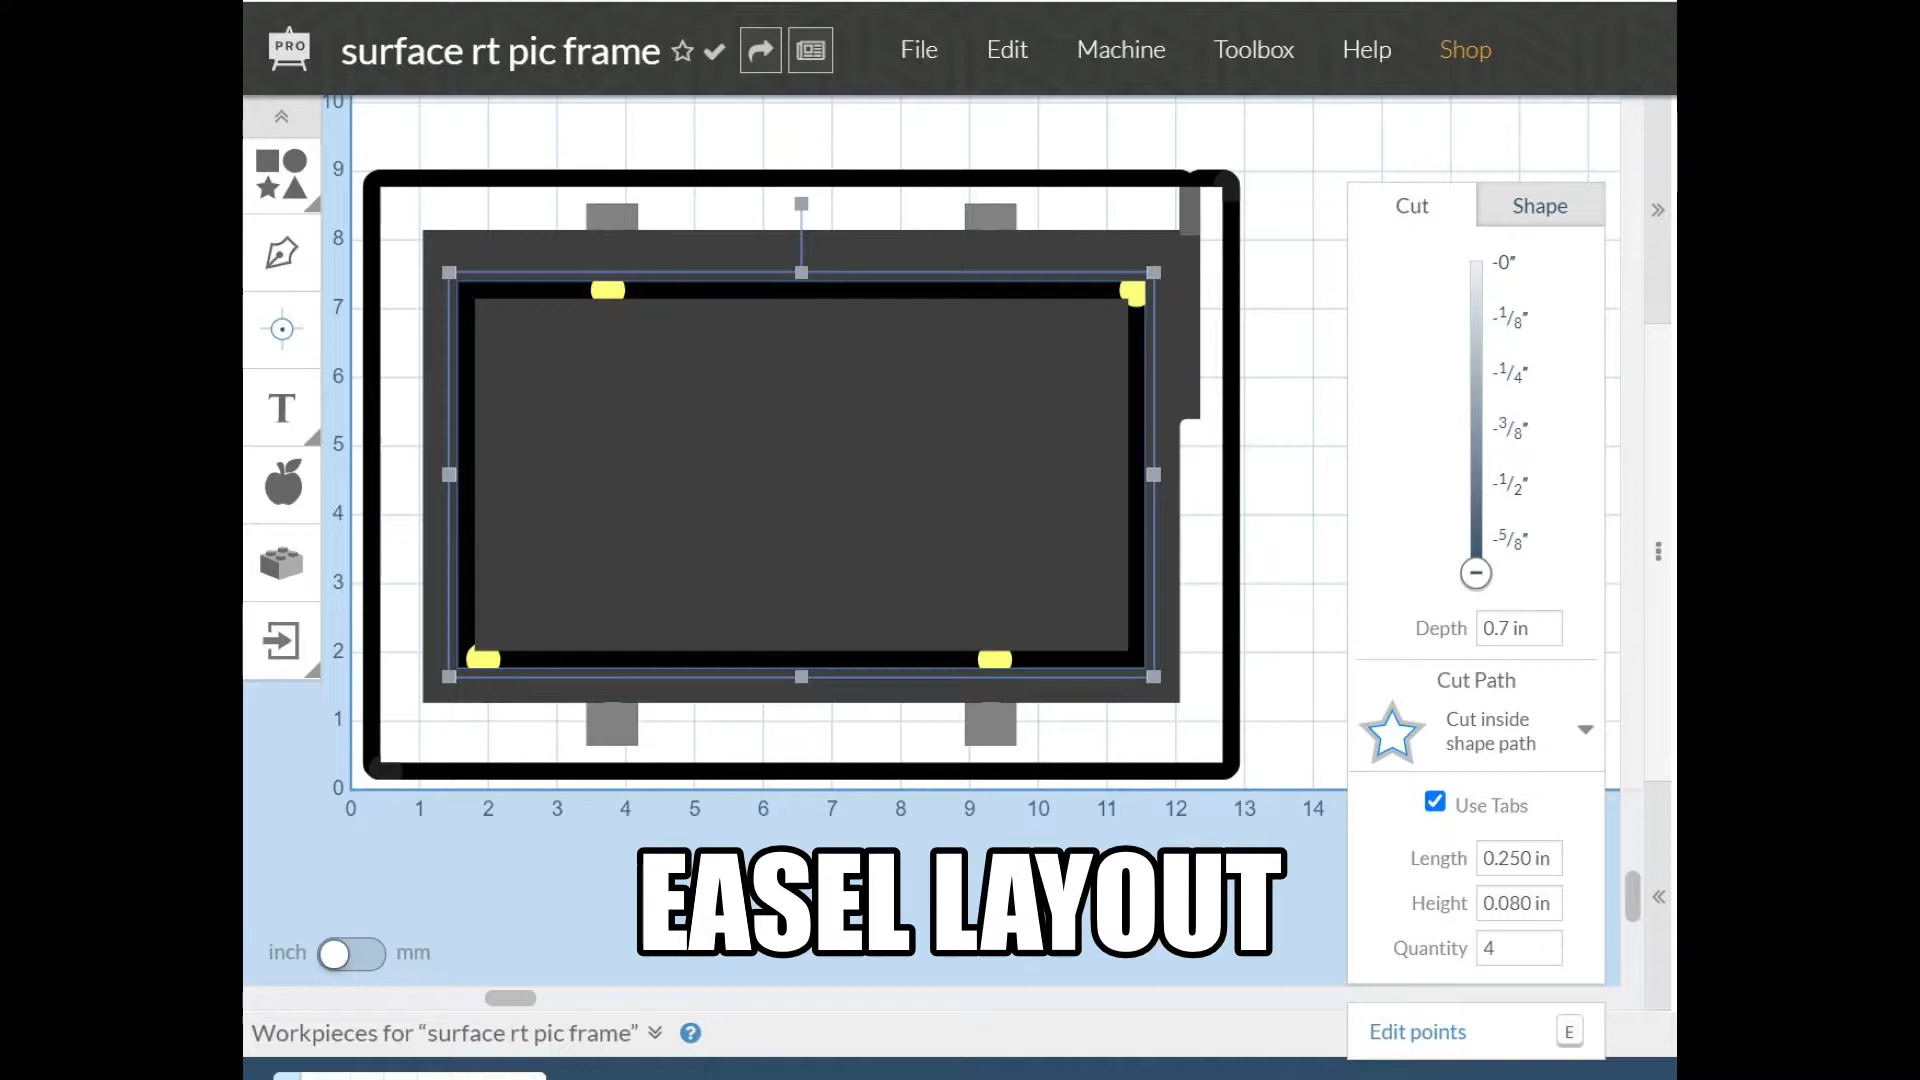 PRO
surface rt pic frame
File Edit Machine Toolbox Help Shop
10
9
8
7
6
5
4
3
2
1
0
0 1 2 3 4 5 6 7 8 9 10 11 12 13 14
Cut Shape
-0"
-1/8"
-1/4"
-3/8"
-1/2"
-5/8"
Depth 0.7 in
Cut Path
Cut inside
shape path
Use Tabs
Length 0.250 in
Height 0.080 in
Quantity 4
Edit points E
T
EASEL LAYOUT
inch mm
Workpieces for “surface rt pic frame” ?